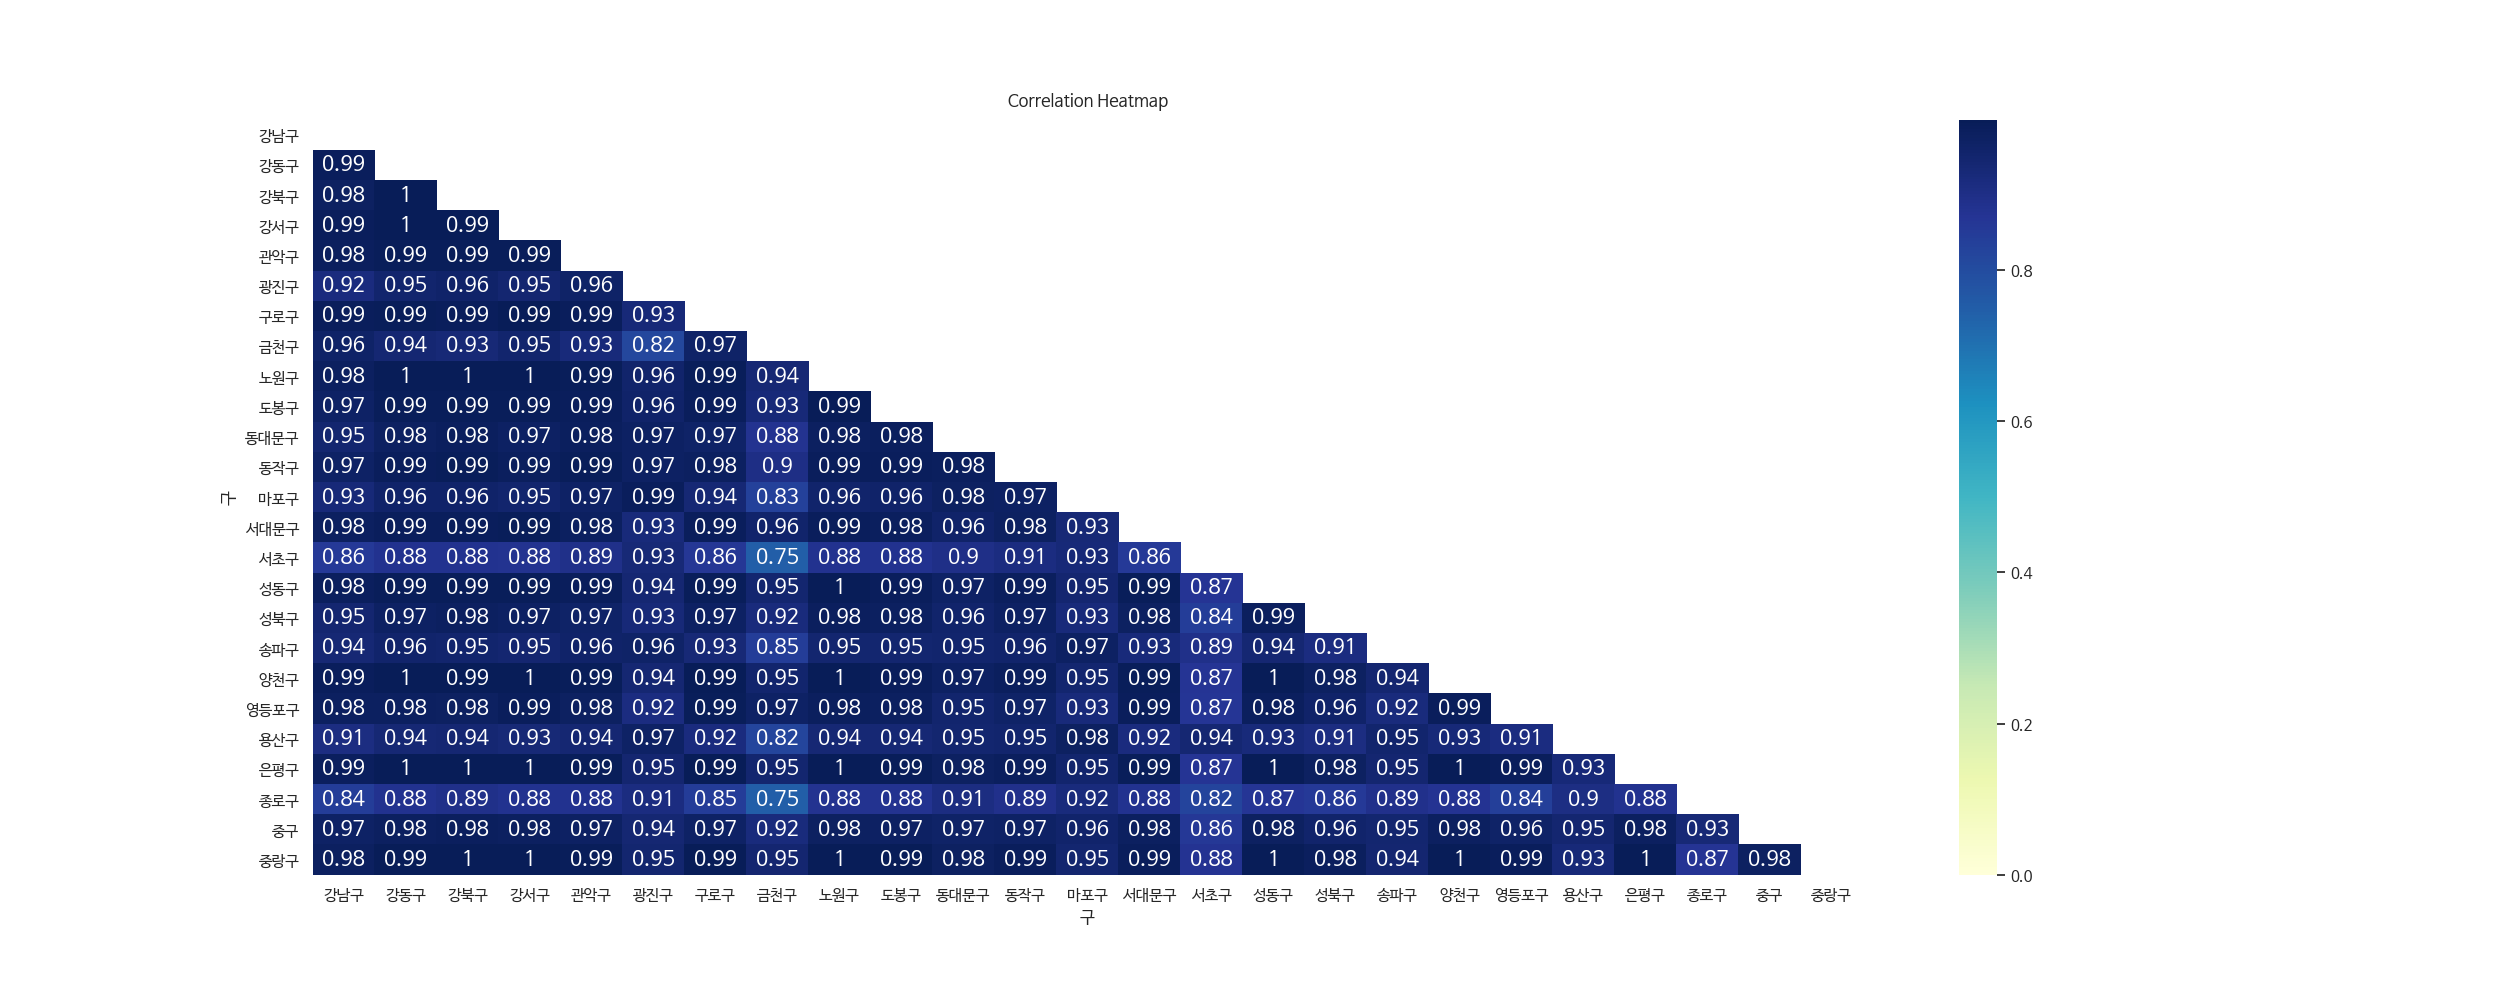 Correlation Heatmap
강남구
강동구 0.99
강북구 0.98 1
강서구 0.99 1 0.99
관악구 0.98 0.99 0.99 0.99
광진구 0.92 0.95 0.96 0.95 0.96
구로구 0.99 0.99 0.99 0.99 0.99 0.93
금천구 0.96 0.94 0.93 0.95 0.93 0.82 0.97
노원구 0.98 1 1 1 0.99 0.96 0.99 0.94
도봉구 0.97 0.99 0.99 0.99 0.99 0.96 0.99 0.93 0.99
동대문구 0.95 0.98 0.98 0.97 0.98 0.97 0.97 0.88 0.98 0.98
동작구 0.97 0.99 0.99 0.99 0.99 0.97 0.98 0.9 0.99 0.99 0.98
구
마포구 0.93 0.96 0.96 0.95 0.97 0.99 0.94 0.83 0.96 0.96 0.98 0.97
서대문구 0.98 0.99 0.99 0.99 0.98 0.93 0.99 0.96 0.99 0.98 0.96 0.98 0.93
서초구 0.86 0.88 0.88 0.88 0.89 0.93 0.86 0.75 0.88 0.88 0.9 0.91 0.93 0.86
성동구 0.98 0.99 0.99 0.99 0.99 0.94 0.99 0.95 1 0.99 0.97 0.99 0.95 0.99 0.87
성북구 0.95 0.97 0.98 0.97 0.97 0.93 0.97 0.92 0.98 0.98 0.96 0.97 0.93 0.98 0.84 0.99
송파구 0.94 0.96 0.95 0.95 0.96 0.96 0.93 0.85 0.95 0.95 0.95 0.96 0.97 0.93 0.89 0.94 0.91
양천구 0.99 1 0.99 1 0.99 0.94 0.99 0.95 1 0.99 0.97 0.99 0.95 0.99 0.87 1 0.98 0.94
영등포구 0.98 0.98 0.98 0.99 0.98 0.92 0.99 0.97 0.98 0.98 0.95 0.97 0.93 0.99 0.87 0.98 0.96 0.92 0.99
용산구 0.91 0.94 0.94 0.93 0.94 0.97 0.92 0.82 0.94 0.94 0.95 0.95 0.98 0.92 0.94 0.93 0.91 0.95 0.93 0.91
은평구 0.99 1 1 1 0.99 0.95 0.99 0.95 1 0.99 0.98 0.99 0.95 0.99 0.87 1 0.98 0.95 1 0.99 0.93
종로구 0.84 0.88 0.89 0.88 0.88 0.91 0.85 0.75 0.88 0.88 0.91 0.89 0.92 0.88 0.82 0.87 0.86 0.89 0.88 0.84 0.9 0.88
중구 0.97 0.98 0.98 0.98 0.97 0.94 0.97 0.92 0.98 0.97 0.97 0.97 0.96 0.98 0.86 0.98 0.96 0.95 0.98 0.96 0.95 0.98 0.93
중랑구 0.98 0.99 1 1 0.99 0.95 0.99 0.95 1 0.99 0.98 0.99 0.95 0.99 0.88 1 0.98 0.94 1 0.99 0.93 1 0.87 0.98
강남구 강동구 강북구 강서구 관악구 광진구 구로구 금천구 노원구 도봉구 동대문구 동작구 마포구 서대문구 서초구 성동구 성북구 송파구 양천구 영등포구 용산구 은평구 종로구 중구 중랑구
구
0.8
0.6
0.4
0.2
0.0